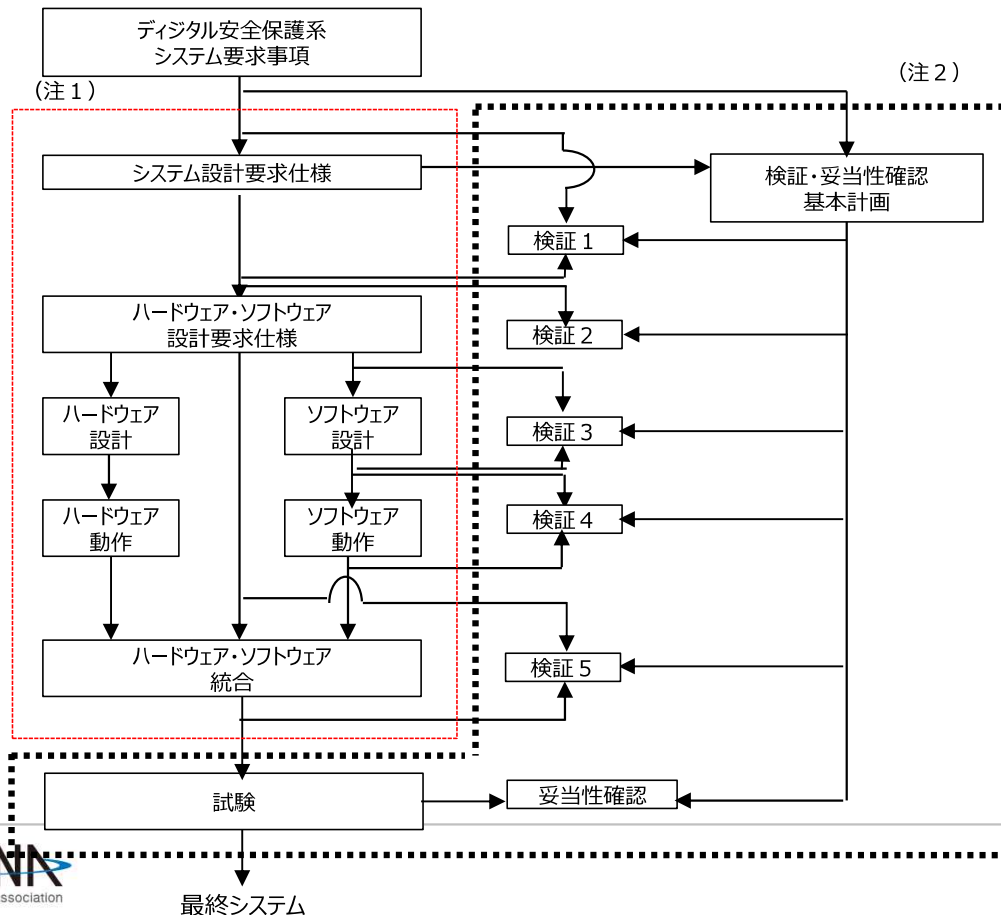 ディジタル安全保護系
システム要求事項
（注１）
（注２）
システム設計要求仕様
検証・妥当性確認
基本計画
検証１
ハードウェア・ソフトウェア
設計要求仕様
検証２
ハードウェア
設計
ソフトウェア
設計
検証３
ハードウェア
動作
ソフトウェア
動作
検証４
ハードウェア・ソフトウェア
統合
検証５
試験
妥当性確認
最終システム